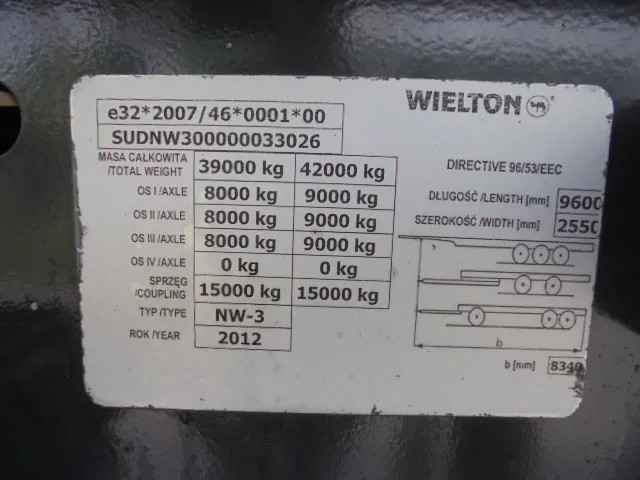 WIELTON
e32*2007/46*0001*00
SUDNW300000033026
MASA CAŁKOWITA
/TOTAL WEIGHT 39000 kg 42000 kg
OS I /AXLE 8000 kg 9000 kg
OS II /AXLE 8000 kg 9000 kg
OS III /AXLE 8000 kg 9000 kg
OS IV /AXLE 0 kg 0 kg
SPRZĘG
/COUPLING 15000 kg 15000 kg
TYP /TYPE NW-3
ROK /YEAR 2012
DIRECTIVE 96/53/EEC
DŁUGOŚĆ /LENGTH [mm] 9600
SZEROKOŚĆ /WIDTH [mm] 2550
b
b [mm] 8340